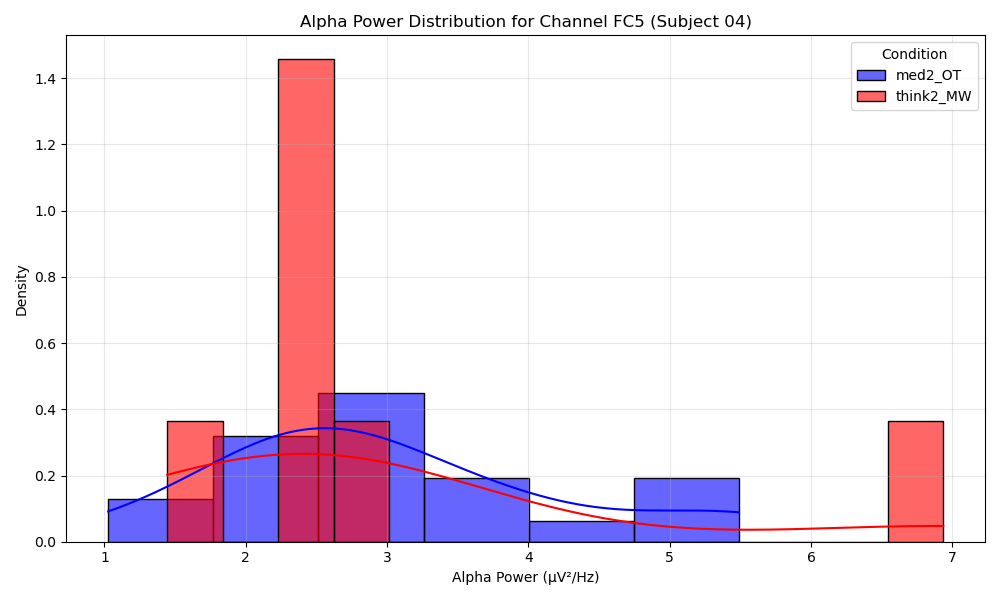 Alpha Power Distribution for Channel FC5 (Subject 04)
Condition
med2_OT
think2_MW
Density
1.4
1.2
1.0
0.8
0.6
0.4
0.2
0.0
1 2 3 4 5 6 7
Alpha Power (µV²/Hz)